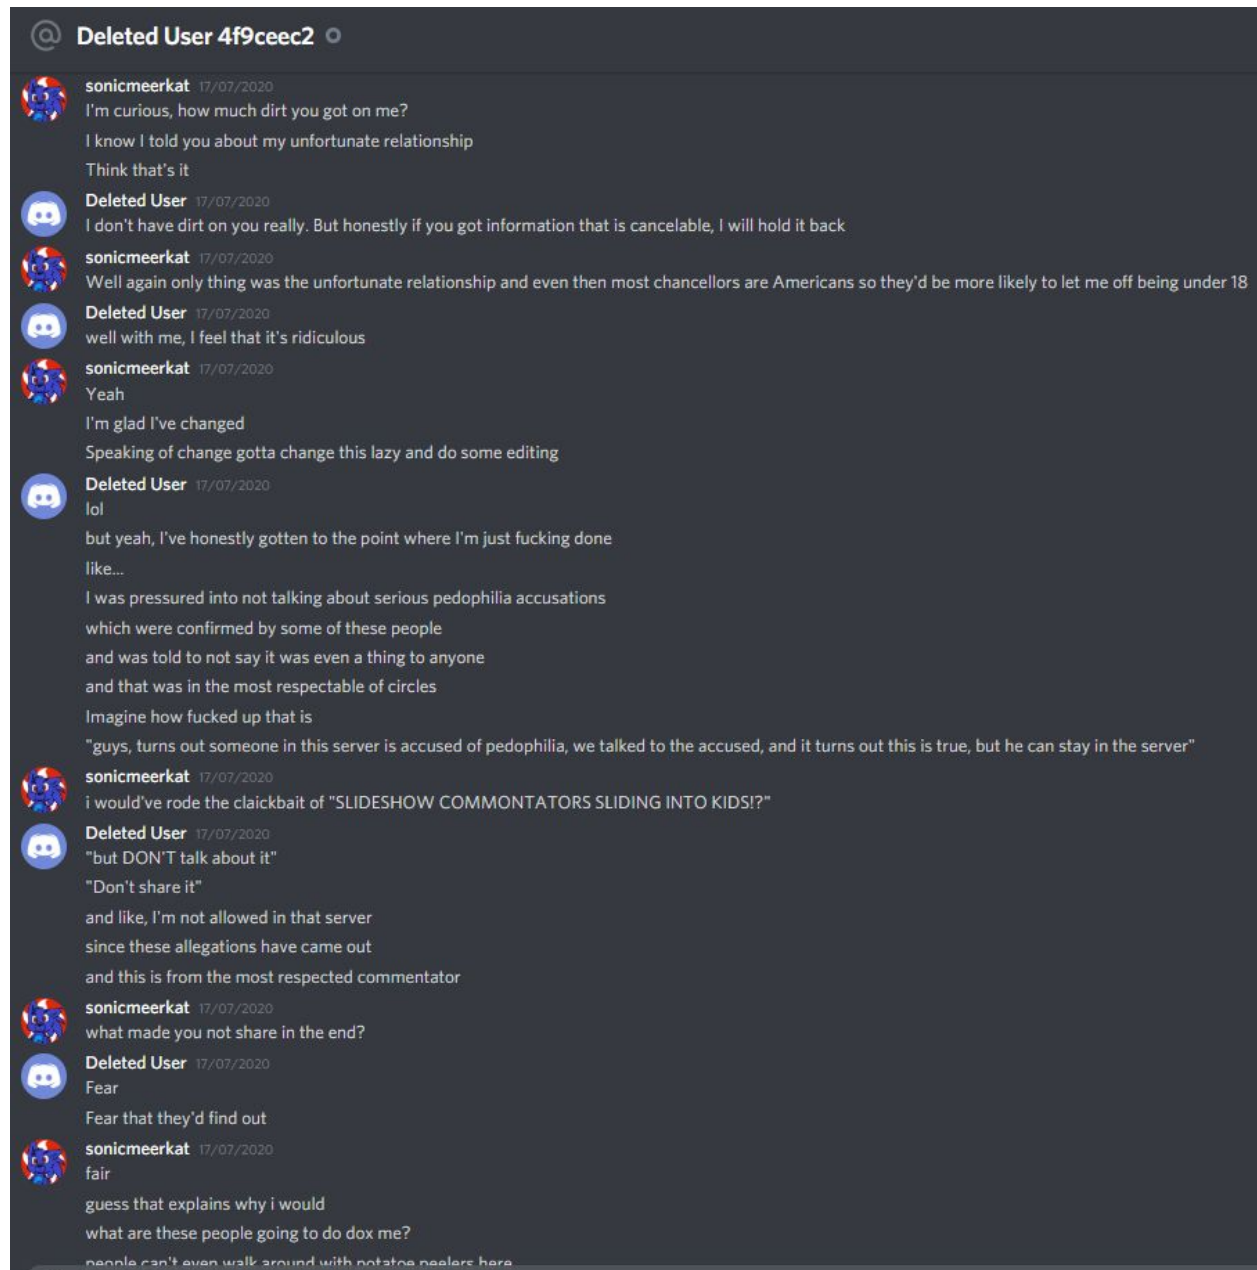 Deleted User 4f9ceec2
sonicmeerkat 17/07/2020
I'm curious, how much dirt you got on me?
I know I told you about my unfortunate relationship
Think that's it
Deleted User 17/07/2020
I don't have dirt on you really. But honestly if you got information that is cancelable, I will hold it back
sonicmeerkat 17/07/2020
Well again only thing was the unfortunate relationship and even then most chancellors are Americans so they'd be more likely to let me off being under 18
Deleted User 17/07/2020
well with me, I feel that it's ridiculous
sonicmeerkat 17/07/2020
Yeah
I'm glad I've changed
Speaking of change gotta change this lazy and do some editing
Deleted User 17/07/2020
lol
but yeah, I've honestly gotten to the point where I'm just fucking done
like...
I was pressured into not talking about serious pedophilia accusations
which were confirmed by some of these people
and was told to not say it was even a thing to anyone
and that was in the most respectable of circles
Imagine how fucked up that is
"guys, turns out someone in this server is accused of pedophilia, we talked to the accused, and it turns out this is true, but he can stay in the server"
sonicmeerkat 17/07/2020
i would've rode the claickbait of "SLIDESHOW COMMONTATORS SLIDING INTO KIDS!?"
Deleted User 17/07/2020
"but DON'T talk about it"
"Don't share it"
and like, I'm not allowed in that server
since these allegations have came out
and this is from the most respected commentator
sonicmeerkat 17/07/2020
what made you not share in the end?
Deleted User 17/07/2020
Fear
Fear that they'd find out
sonicmeerkat 17/07/2020
fair
guess that explains why i would
what are these people going to do dox me?
people can't even walk around with potatoe peelers here